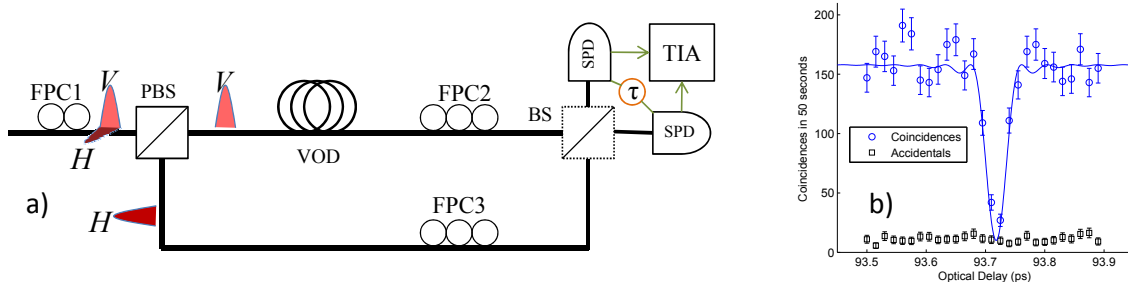 a)
FPC1
V
H
PBS
V
H
VOD
FPC2
FPC3
BS
SPD
τ
SPD
TIA
b)
Coincidences in 50 seconds
200
150
100
50
0
Coincidences
Accidentals
93.5 93.6 93.7 93.8 93.9
Optical Delay (ps)